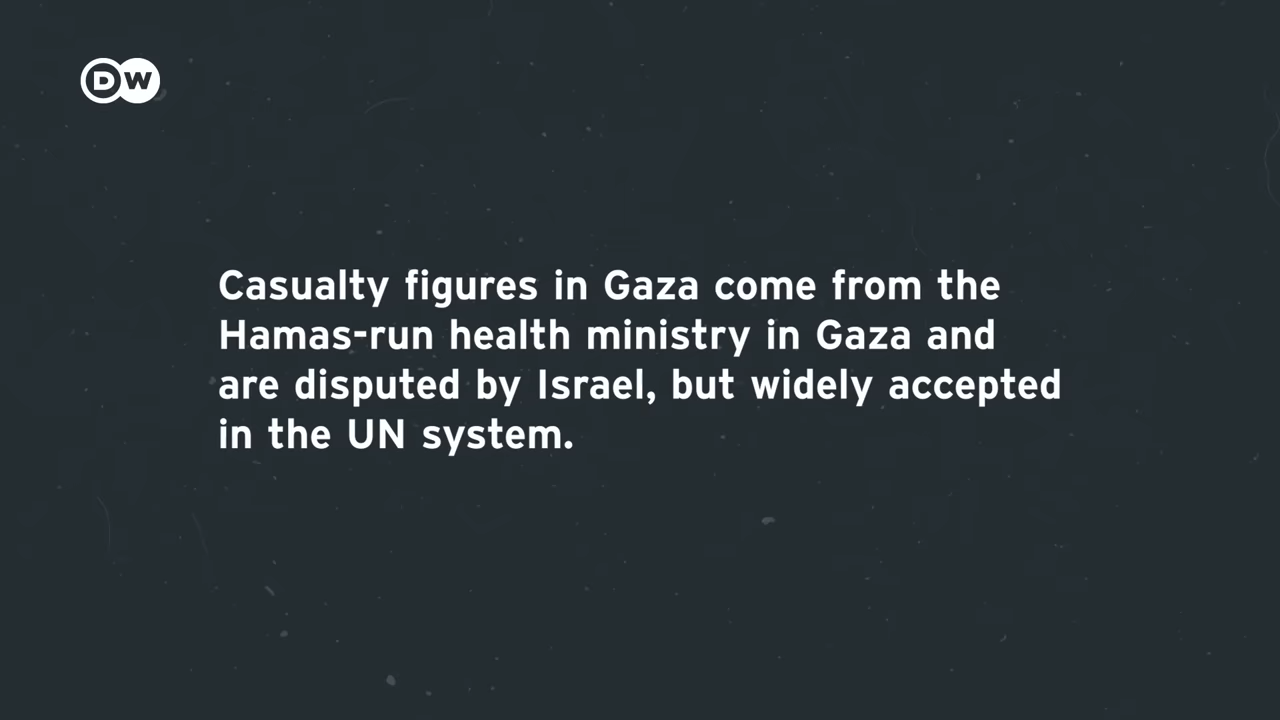 DW
Casualty figures in Gaza come from the
Hamas-run health ministry in Gaza and
are disputed by Israel, but widely accepted
in the UN system.